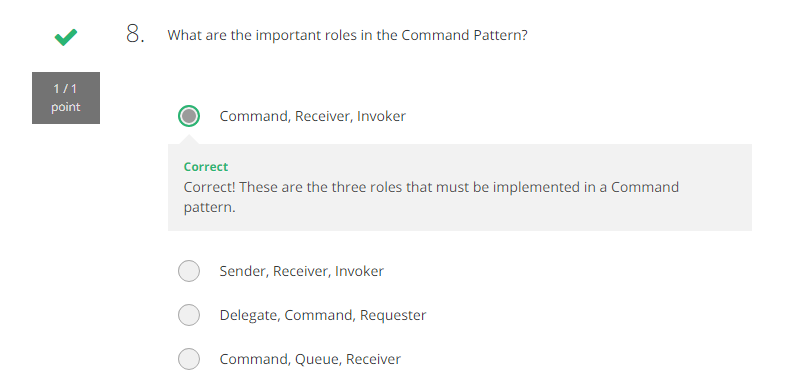 8. What are the important roles in the Command Pattern?
1 / 1
point
Command, Receiver, Invoker
Correct
Correct! These are the three roles that must be implemented in a Command
pattern.
Sender, Receiver, Invoker
Delegate, Command, Requester
Command, Queue, Receiver